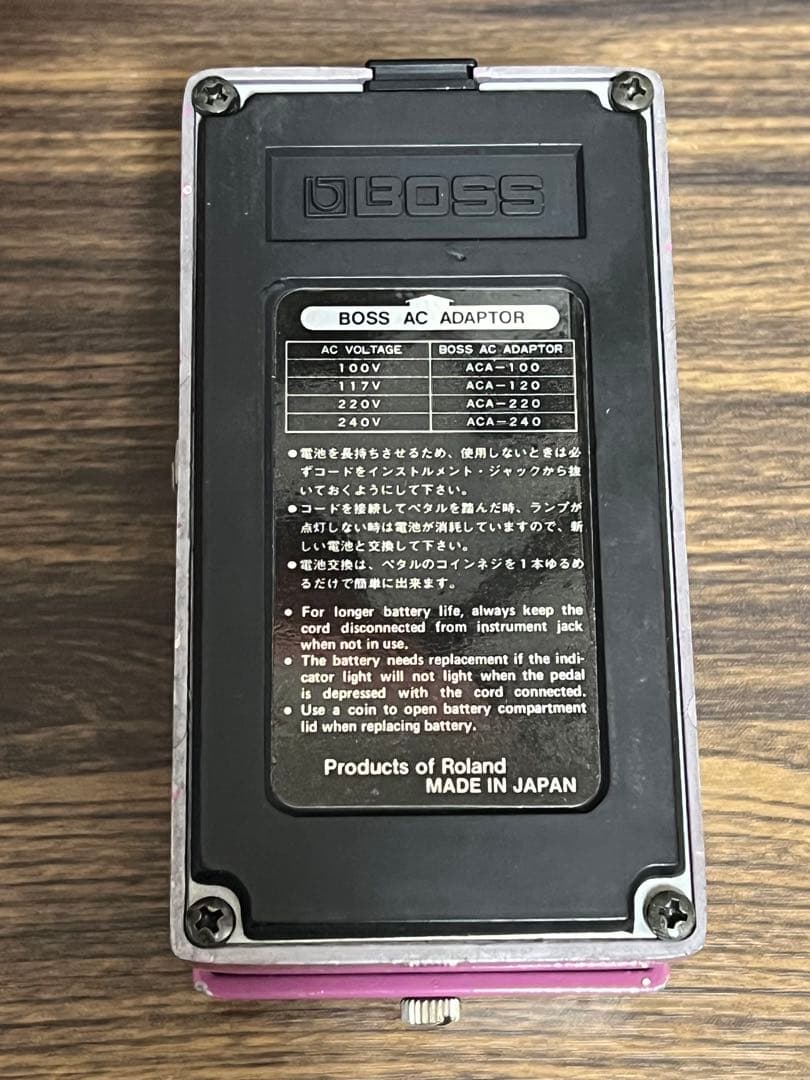 BOSS
BOSS AC ADAPTOR
AC VOLTAGE BOSS AC ADAPTOR
100V ACA-100
117V ACA-120
220V ACA-220
240V ACA-240
●電池を長持ちさせるため、使用しないときは必
ずコードをインストルメント・ジャックから抜
いておくようにして下さい。
●コードを接続してペタルを踏んだ時、ランプが
点灯しない時は電池が消耗していますので、新
しい電池と交換して下さい。
●電池交換は、ペタルのコインネジを1本ゆるめ
るだけで簡単に出来ます。
● For longer battery life, always keep the
cord disconnected from instrument jack
when not in use.
● The battery needs replacement if the indi-
cator light will not light when the pedal
is depressed with the cord connected.
● Use a coin to open battery compartment
lid when replacing battery.
Products of Roland
MADE IN JAPAN